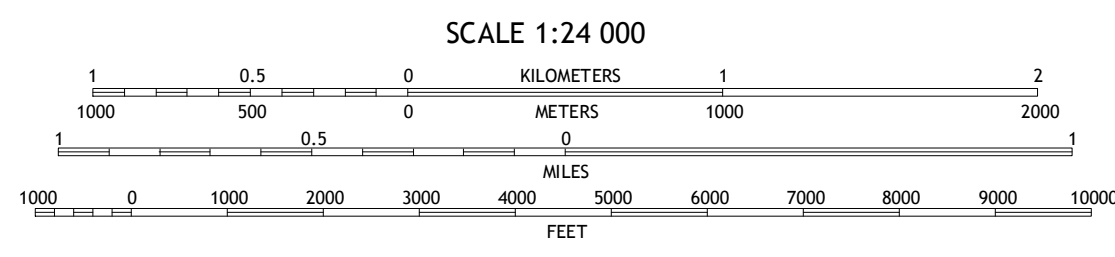 SCALE 1:24 000
1 0.5 0 KILOMETERS 1 2
1000 500 0 METERS 1000 2000
1 0.5 0 1
MILES
1000 0 1000 2000 3000 4000 5000 6000 7000 8000 9000 10000
FEET